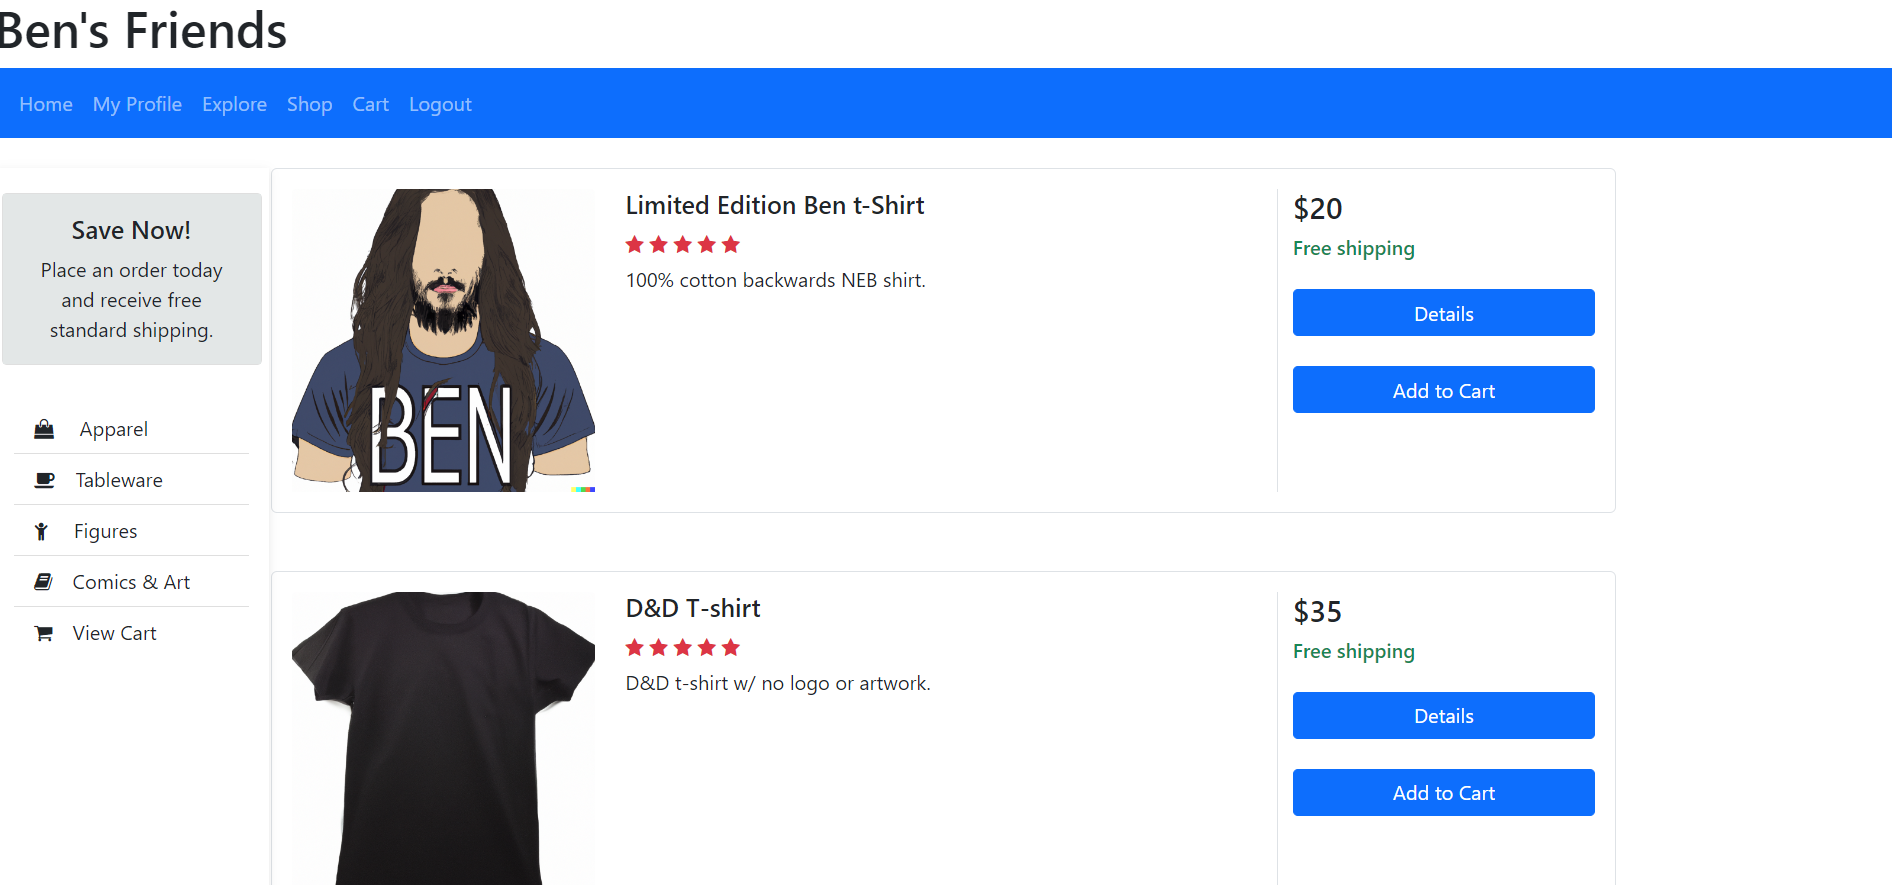 Ben's Friends
Home My Profile Explore Shop Cart Logout
Save Now!
Place an order today
and receive free
standard shipping.
Apparel
Tableware
Figures
Comics & Art
View Cart
BEN
Limited Edition Ben t-Shirt
100% cotton backwards NEB shirt.
$20
Free shipping
Details
Add to Cart
D&D T-shirt
D&D t-shirt w/ no logo or artwork.
$35
Free shipping
Details
Add to Cart